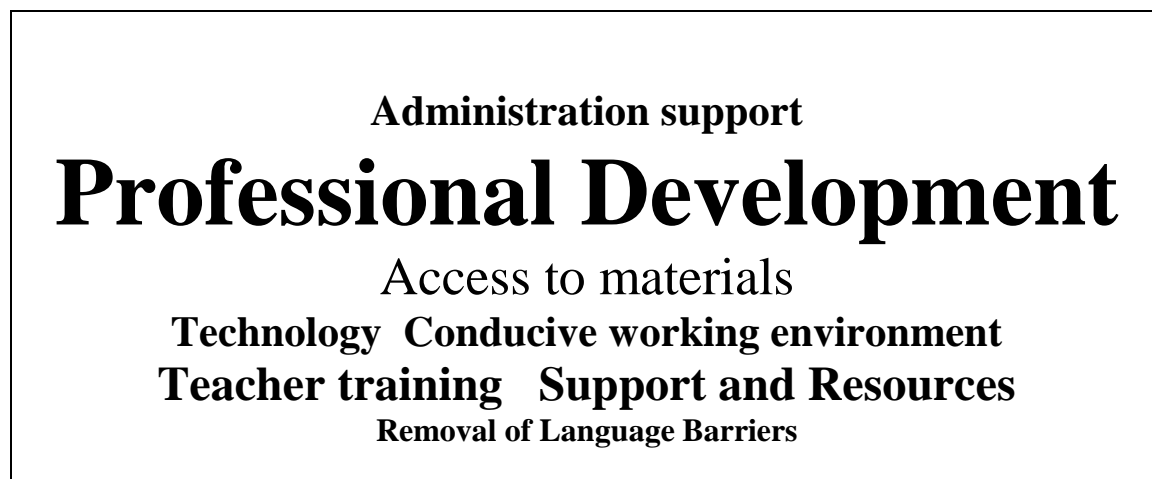 Administration support
Professional Development
Access to materials
Technology  Conducive working environment
Teacher training   Support and Resources
Removal of Language Barriers